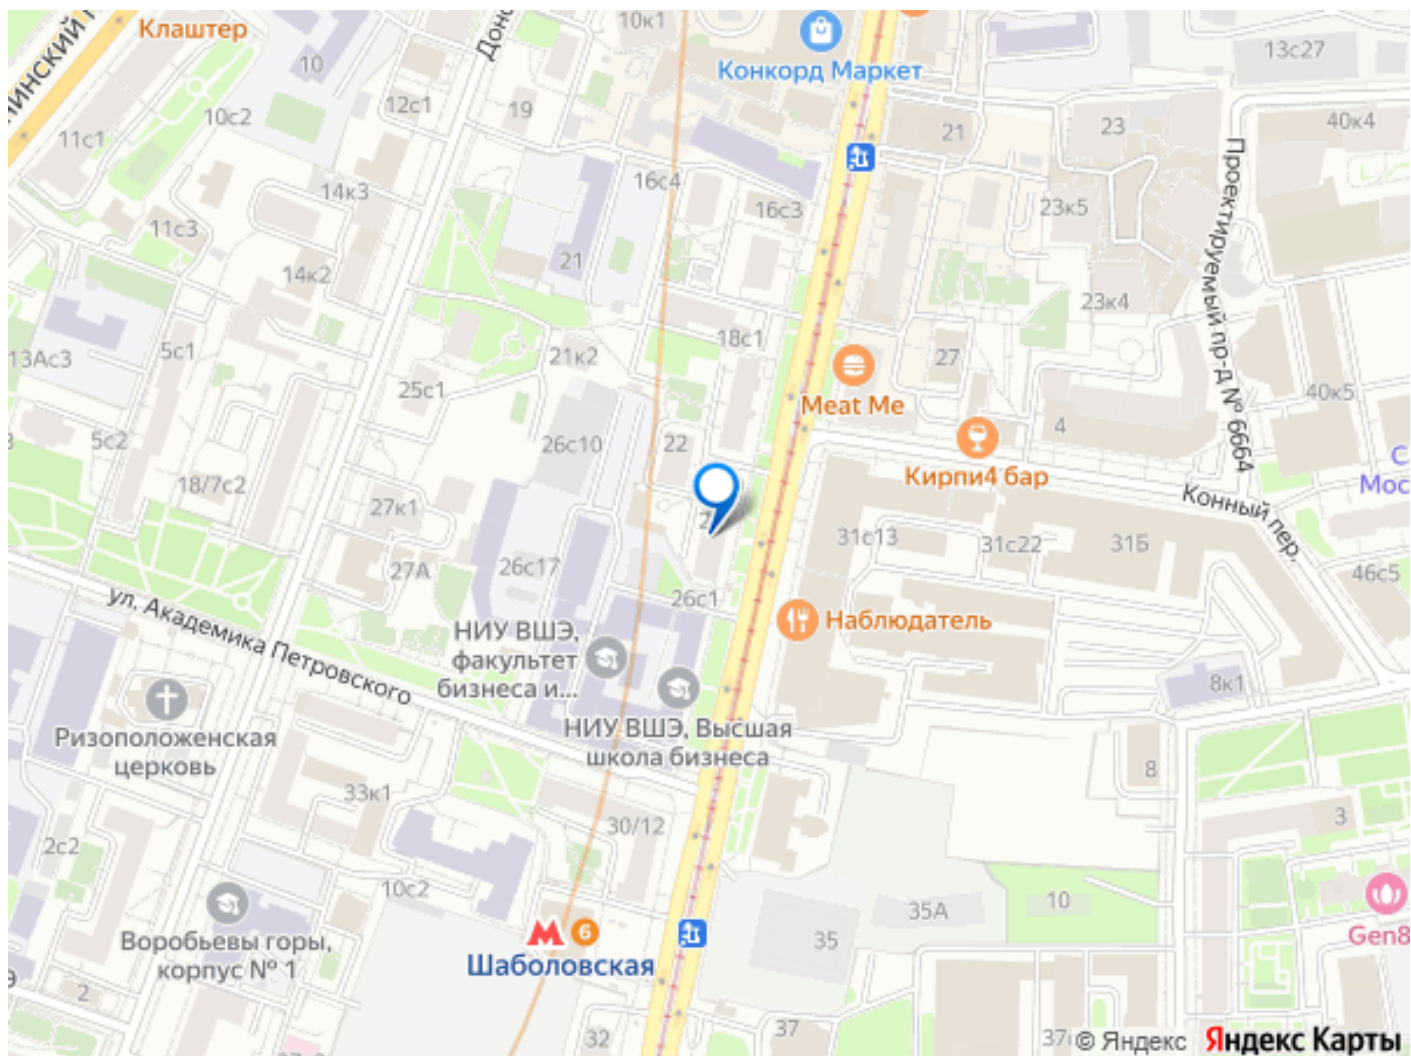 Клаштер
10к1
Конкорд Маркет
13с27
10
10с2
11с1
12с1
19
21
23
40к4
14к3
16с4
16с3
23к5
11с3
14к2
21
23к4
Проектируемый пр-д № 6664
13Ас3
5с1
21к2
18с1
27
Meat Me
40к5
25с1
5с2
26с10
22
4
Кирпи4 бар
18/7с2
27к1
Конный пер.
27А
26с17
31с13
31с22
31Б
46с5
ул. Академика Петровского
26с1
Наблюдатель
НИУ ВШЭ,
факультет
бизнеса и...
8к1
НИУ ВШЭ, Высшая
школа бизнеса
Ризоположенская
церковь
33к1
8
30/12
3
2с2
10с2
35А
10
6
35
Шаболовская
Воробьевы горы,
корпус № 1
Gen8
2
32
37
© Яндекс
Яндекс Карты